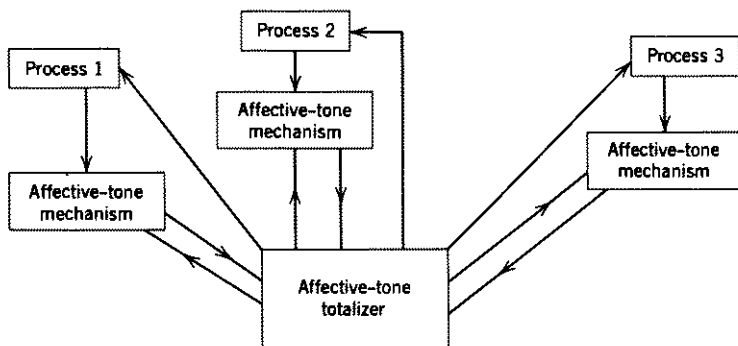 Process 2
Process 1
Process 3
Affective-tone
mechanism
Affective-tone
mechanism
Affective-tone
mechanism
Affective-tone
totalizer